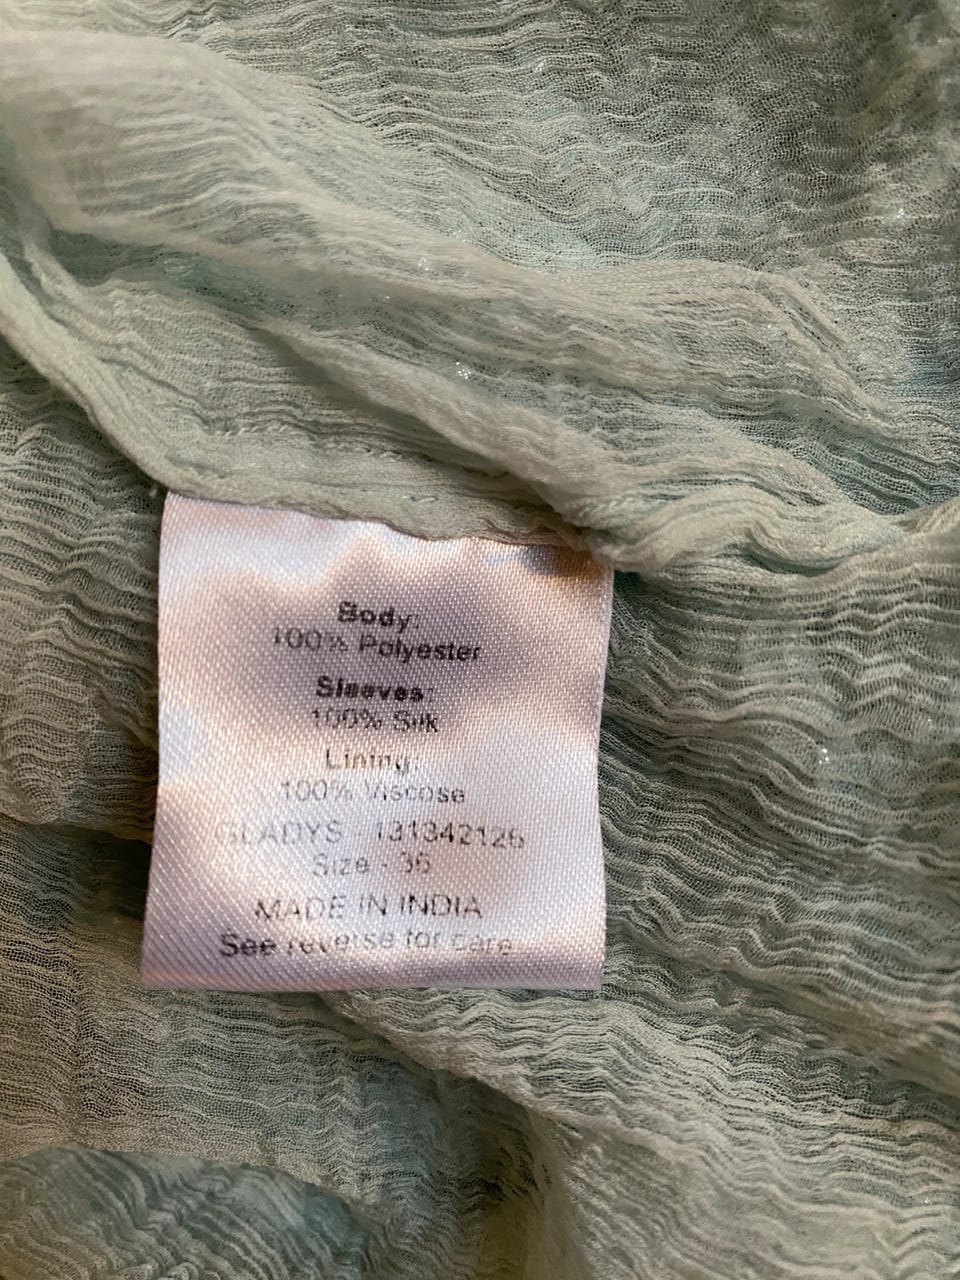 Body:
100% Polyester
Sleeves:
100% Silk
Lining:
100% Viscose
GLADYS - 131342126
Size - 36
MADE IN INDIA
See reverse for care